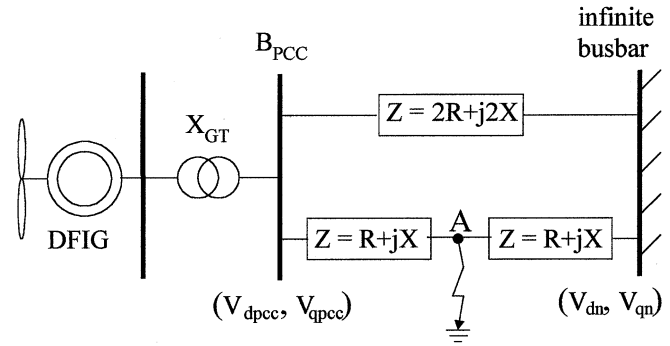 infinite
busbar
B_PCC
Z = 2R+j2X
X_GT
DFIG
Z = R+jX
A
Z = R+jX
(V_dpcc, V_qpcc)
(V_dn, V_qn)